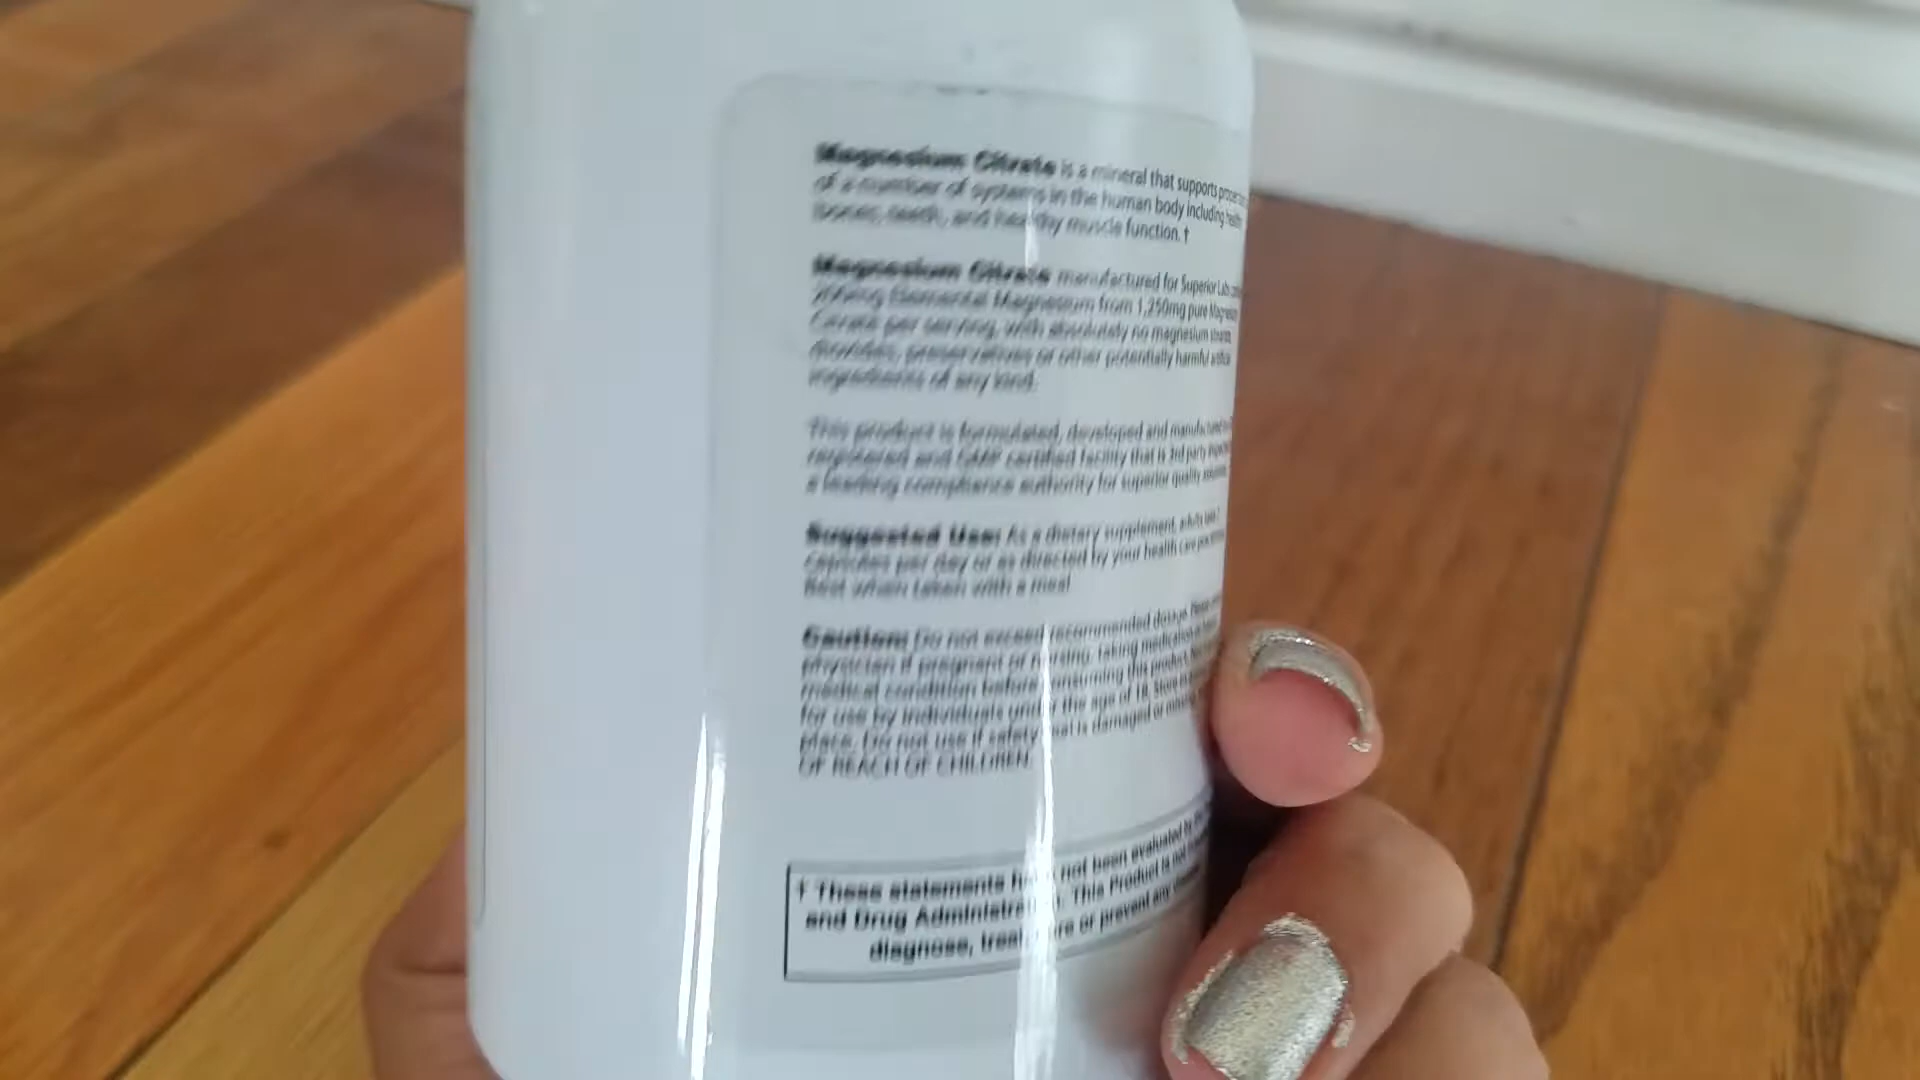 Magnesium Citrate is a mineral that supports
of a number of systems in the human body including
bones, teeth, and healthy muscle function. †
Magnesium Citrate manufactured for Superior Labs
Elemental Magnesium from 1,250mg pure
Citrate per serving, with absolutely no magnesium
preservatives or other potentially harmful
ingredients of any kind.
This product is formulated, developed and manufactured
registered and GMP certified facility that is 3rd party
a leading compliance authority for superior quality
Suggested Use: As a dietary supplement, adults
capsules per day or as directed by your health care
Best when taken with a meal
Caution: Do not exceed recommended dosage.
physician if pregnant or nursing, taking medication
medical condition before consuming this product.
for use by individuals under the age of 18. Store
place. Do not use if safety seal is damaged or
OF REACH OF CHILDREN.
† These statements have not been evaluated by
and Drug Administration. This Product is not
diagnose, treat, cure or prevent any